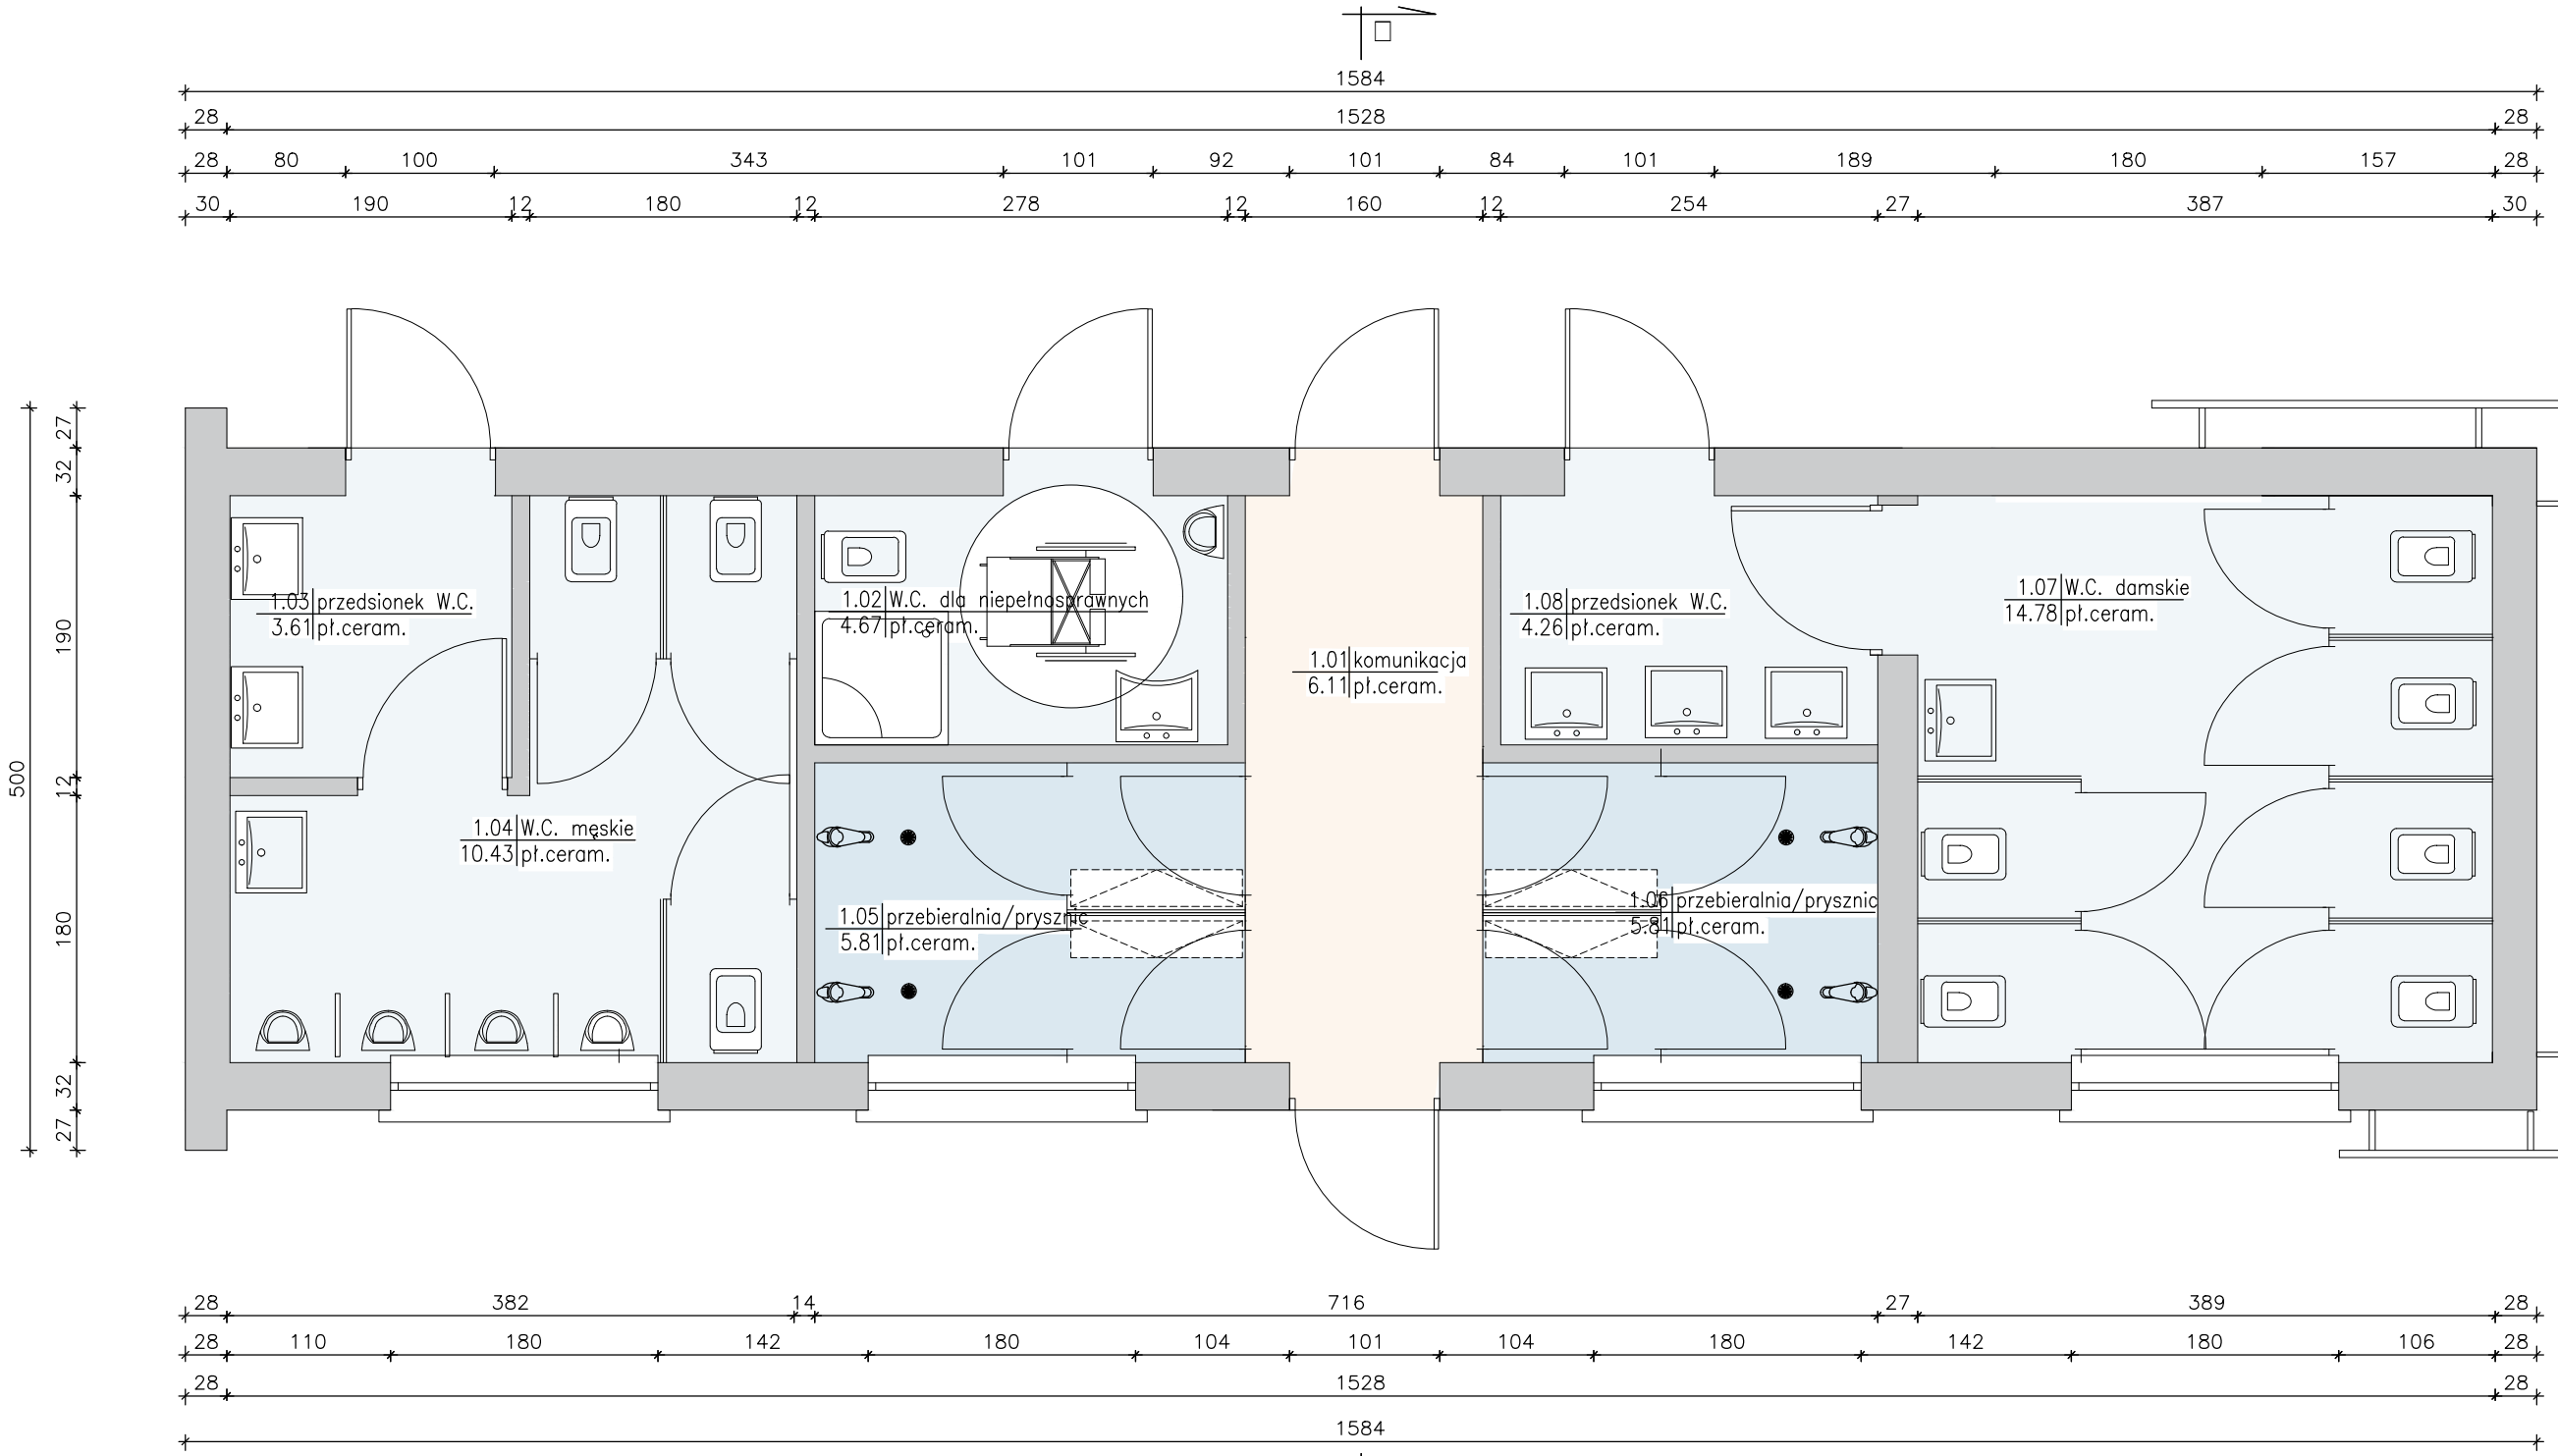 1584
28 1528 28
28 80 100 343 101 92 101 84 101 189 180 157 28
30 190 12 180 12 278 12 160 12 254 27 387 30
500
27
32
190
12
180
32
27
1.03 przedsionek W.C.
3.61 pł.ceram.
1.02 W.C. dla niepełnosprawnych
4.67 pł.ceram.
1.08 przedsionek W.C.
4.26 pł.ceram.
1.07 W.C. damskie
14.78 pł.ceram.
1.01 komunikacja
6.11 pł.ceram.
1.04 W.C. męskie
10.43 pł.ceram.
1.05 przebieralnia/prysznic
5.81 pł.ceram.
1.06 przebieralnia/prysznic
5.81 pł.ceram.
28 382 14 716 27 389 28
28 110 180 142 180 104 101 104 180 142 180 106 28
28 1528 28
1584